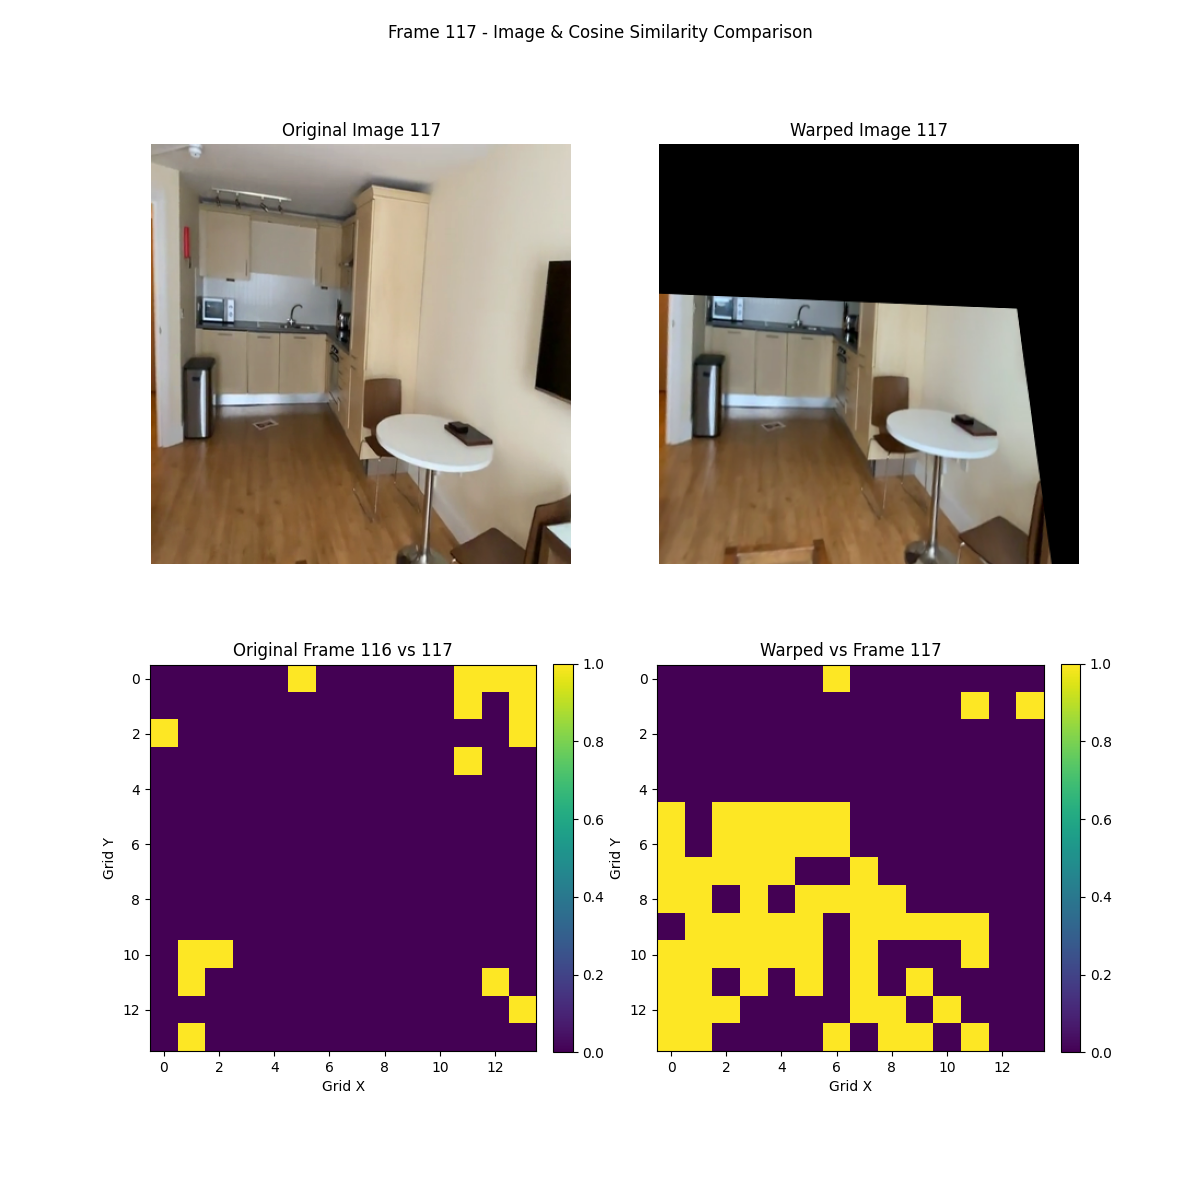 Frame 117 - Image & Cosine Similarity Comparison
Original Image 117
Warped Image 117
Original Frame 116 vs 117
Grid Y
0
2
4
6
8
10
12
0 2 4 6 8 10 12
Grid X
1.0
0.8
0.6
0.4
0.2
0.0
Warped vs Frame 117
Grid Y
0
2
4
6
8
10
12
0 2 4 6 8 10 12
Grid X
1.0
0.8
0.6
0.4
0.2
0.0